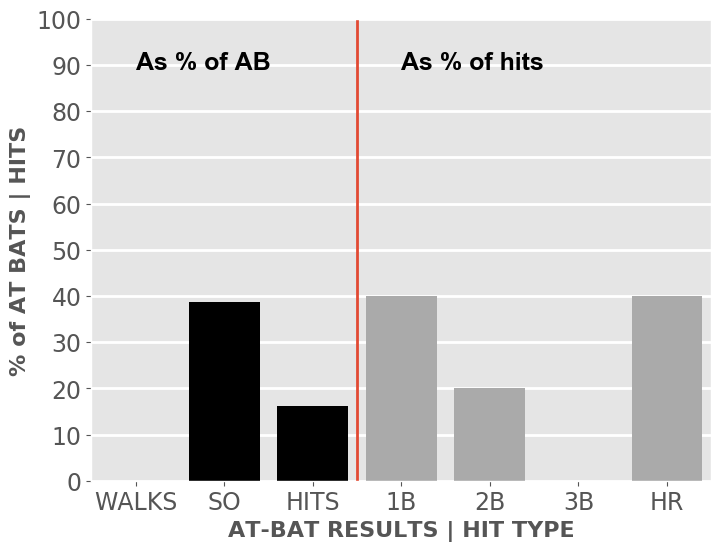 100
As % of AB As % of hits
90
80
70
60
50
40
30
20
10
0
% of AT BATS | HITS
WALKS SO HITS 1B 2B 3B HR
AT-BAT RESULTS | HIT TYPE